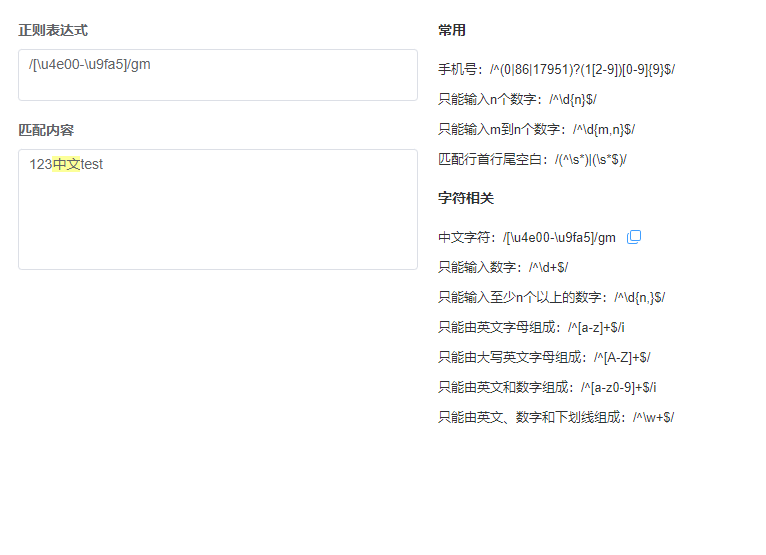 正则表达式
/[\u4e00-\u9fa5]/gm
匹配内容
123中文test
常用
手机号：/^(0|86|17951)?(1[2-9])[0-9]{9}$/
只能输入n个数字：/^\d{n}$/
只能输入m到n个数字：/^\d{m,n}$/
匹配行首行尾空白：/(^\s*)|(\s*$)/
字符相关
中文字符：/[\u4e00-\u9fa5]/gm
只能输入数字：/^\d+$/
只能输入至少n个以上的数字：/^\d{n,}$/
只能由英文字母组成：/^[a-z]+$/i
只能由大写英文字母组成：/^[A-Z]+$/
只能由英文和数字组成：/^[a-z0-9]+$/i
只能由英文、数字和下划线组成：/^\w+$/